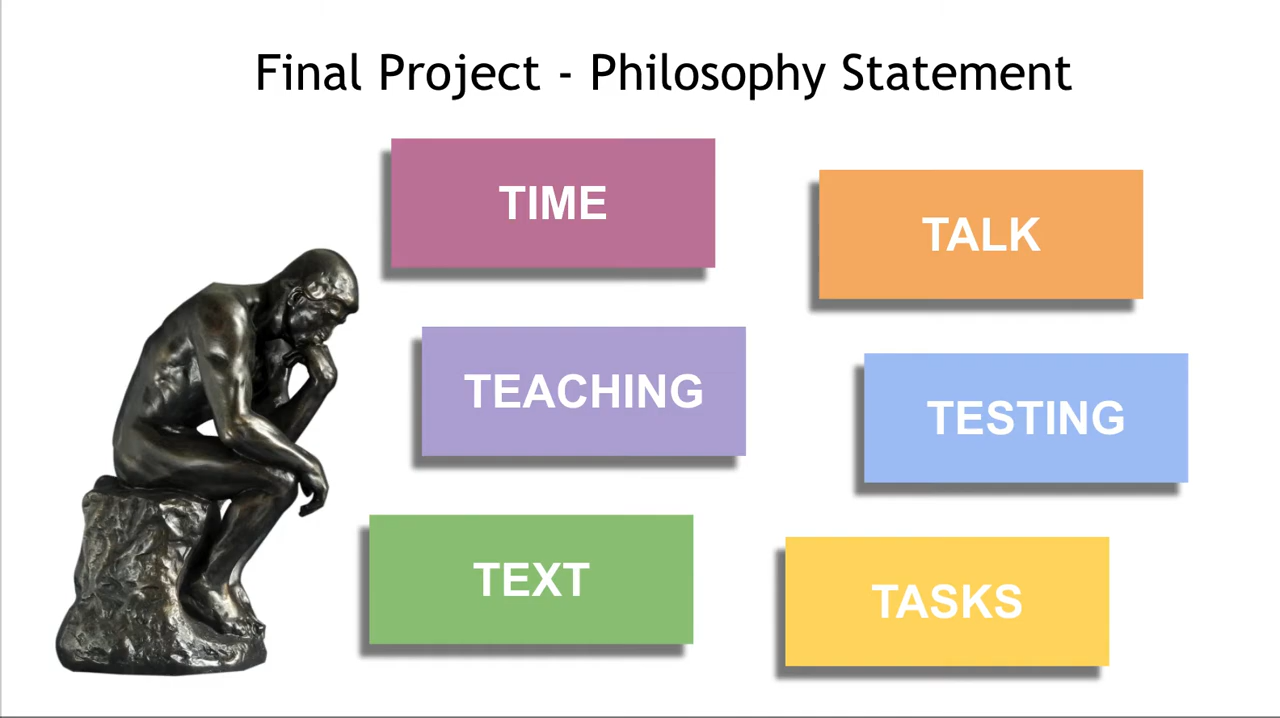 Final Project - Philosophy Statement
TIME
TALK
TEACHING
TESTING
TEXT
TASKS